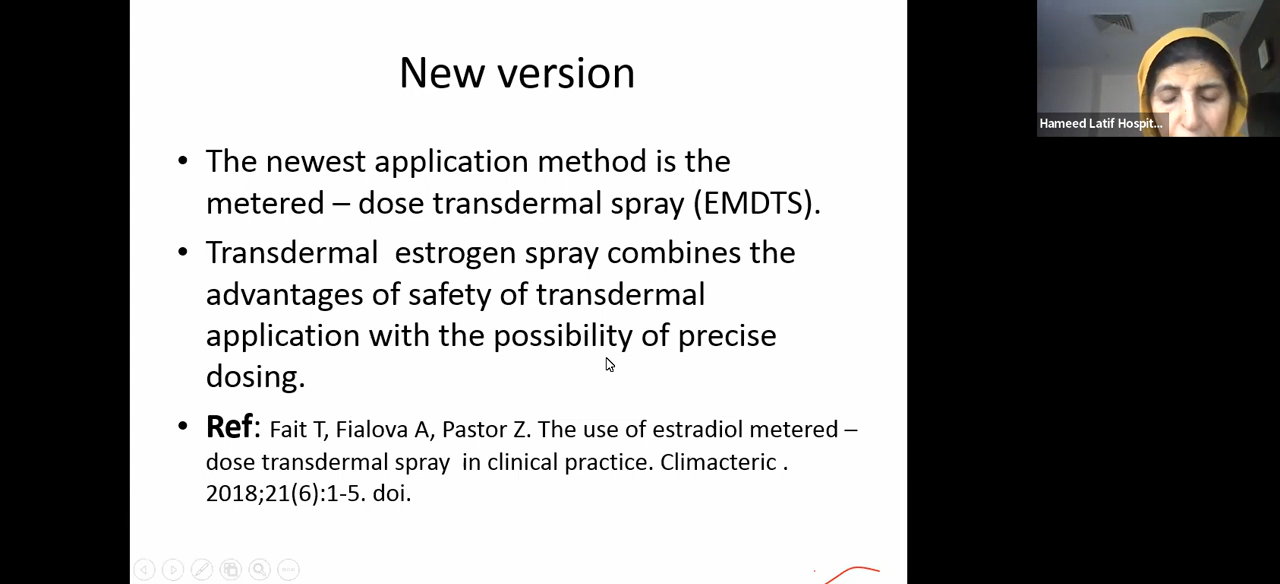 New version
• The newest application method is the
metered – dose transdermal spray (EMDTS).
• Transdermal  estrogen spray combines the
advantages of safety of transdermal
application with the possibility of precise
dosing.
• Ref: Fait T, Fialova A, Pastor Z. The use of estradiol metered –
dose transdermal spray  in clinical practice. Climacteric .
2018;21(6):1-5. doi.
Hameed Latif Hospit...